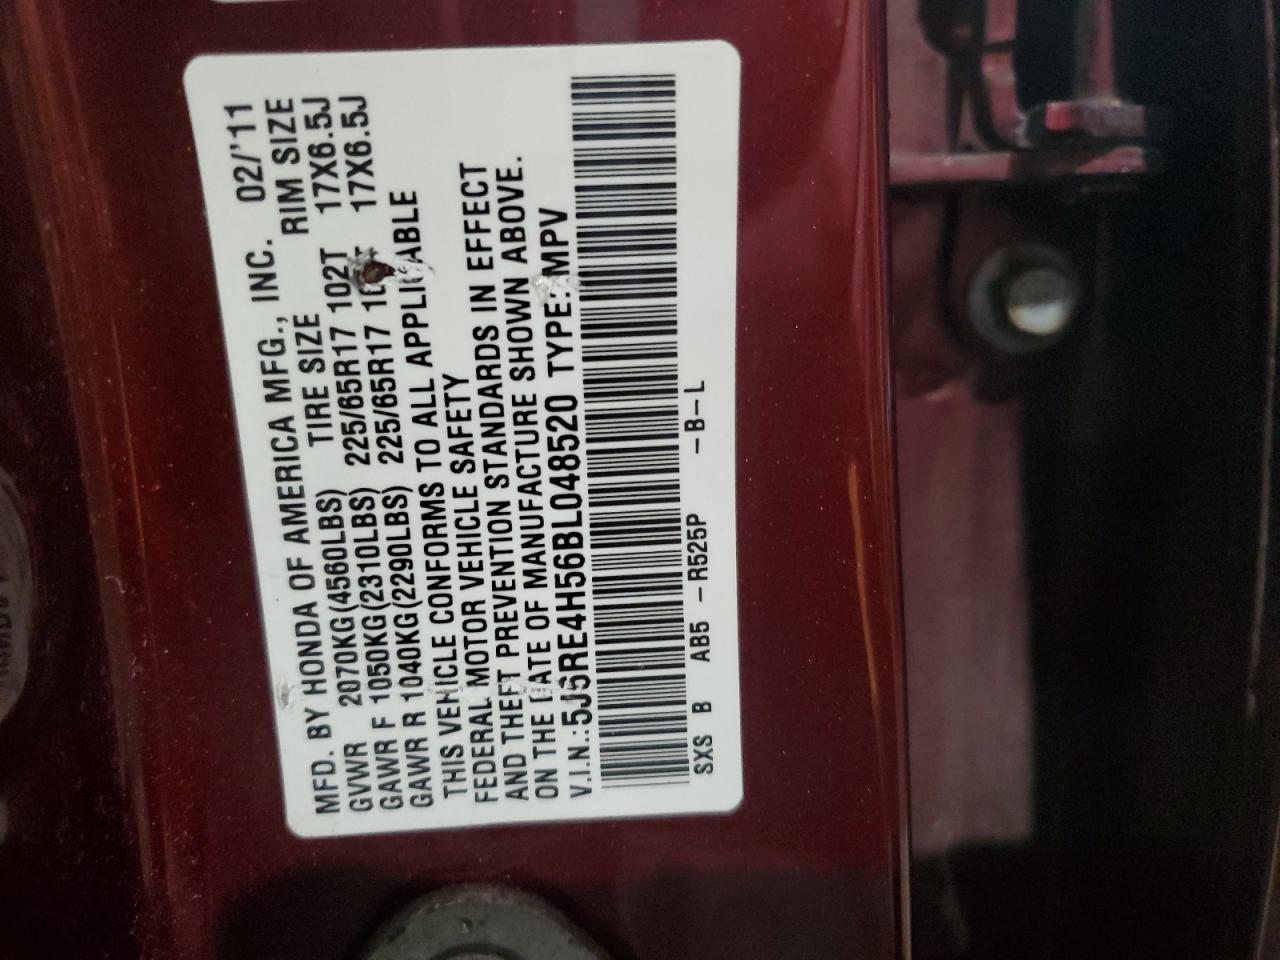 MFD. BY HONDA OF AMERICA MFG., INC. 02/'11
GVWR 2070KG(4560LBS) TIRE SIZE RIM SIZE
GAWR F 1050KG(2310LBS) 225/65R17 102T 17X6.5J
GAWR R 1040KG(2290LBS) 225/65R17 17X6.5J
THIS VEHICLE CONFORMS TO ALL APPLICABLE
FEDERAL MOTOR VEHICLE SAFETY
AND THEFT PREVENTION STANDARDS IN EFFECT
ON THE DATE OF MANUFACTURE SHOWN ABOVE.
V.I.N.:5J6RE4H56BL048520 TYPE:MPV
SXS B AB5 -R525P -B-L